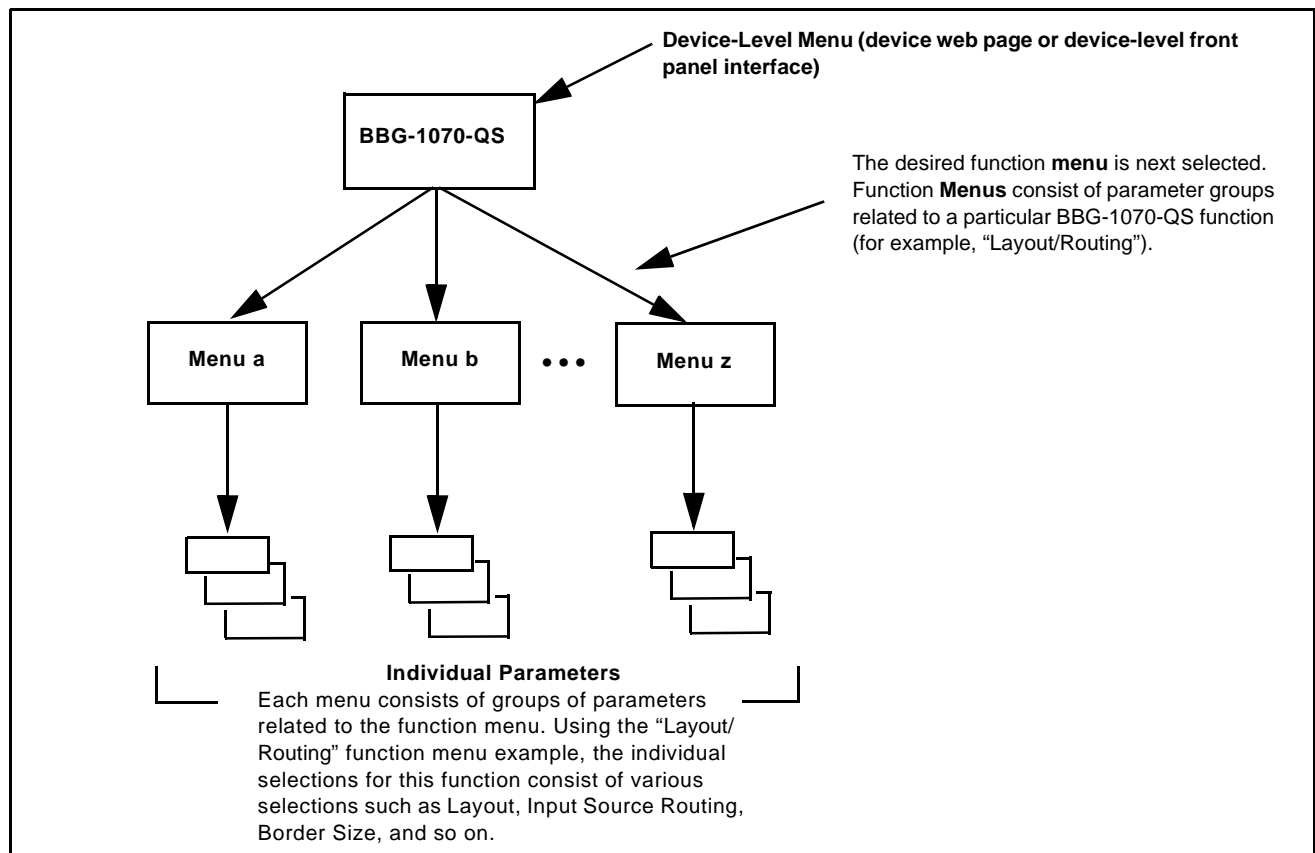 Device-Level Menu (device web page or device-level front
panel interface)
BBG-1070-QS
The desired function menu is next selected.
Function Menus consist of parameter groups
related to a particular BBG-1070-QS function
(for example, “Layout/Routing”).
Menu a
Menu b
•••
Menu z
Individual Parameters
Each menu consists of groups of parameters
related to the function menu. Using the “Layout/
Routing” function menu example, the individual
selections for this function consist of various
selections such as Layout, Input Source Routing,
Border Size, and so on.